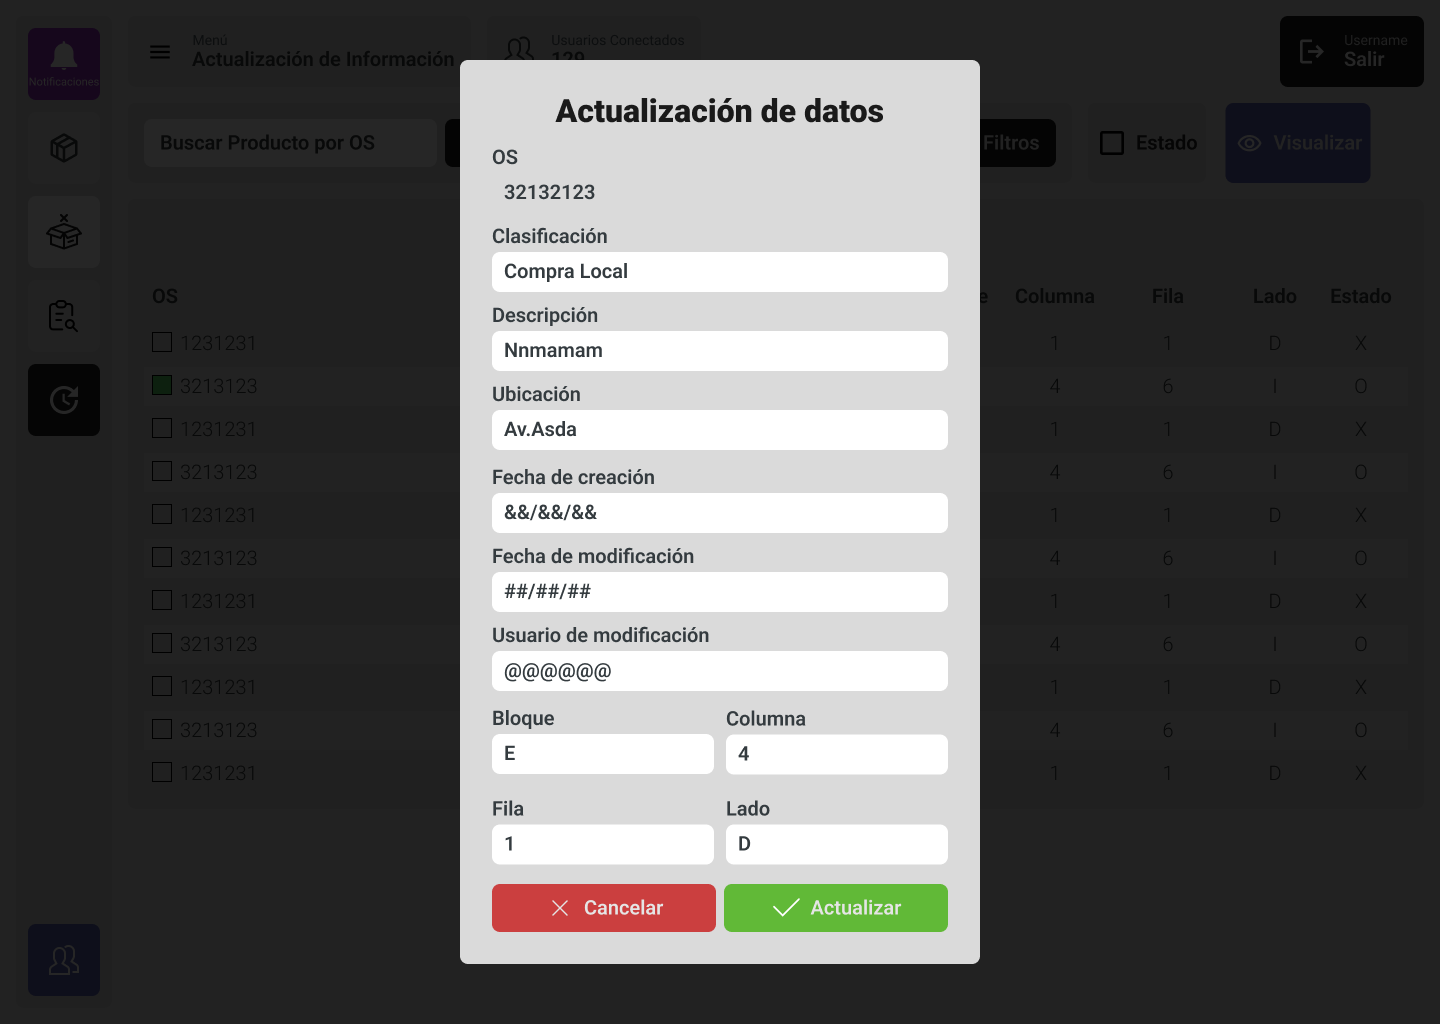 Notificaciones
Menú
Actualización de Información
Usuarios Conectados
129
Username
Salir
Buscar Producto por OS
Filtros
Estado
Visualizar
OS
Columna Fila Lado Estado
1231231 1 1 D X
3213123 4 6 I O
1231231 1 1 D X
3213123 4 6 I O
1231231 1 1 D X
3213123 4 6 I O
1231231 1 1 D X
3213123 4 6 I O
1231231 1 1 D X
3213123 4 6 I O
1231231 1 1 D X
Actualización de datos
OS
32132123
Clasificación
Compra Local
Descripción
Nnmamam
Ubicación
Av.Asda
Fecha de creación
&&/&&/&&
Fecha de modificación
##/##/##
Usuario de modificación
@@@@@@
Bloque Columna
E 4
Fila Lado
1 D
Cancelar Actualizar